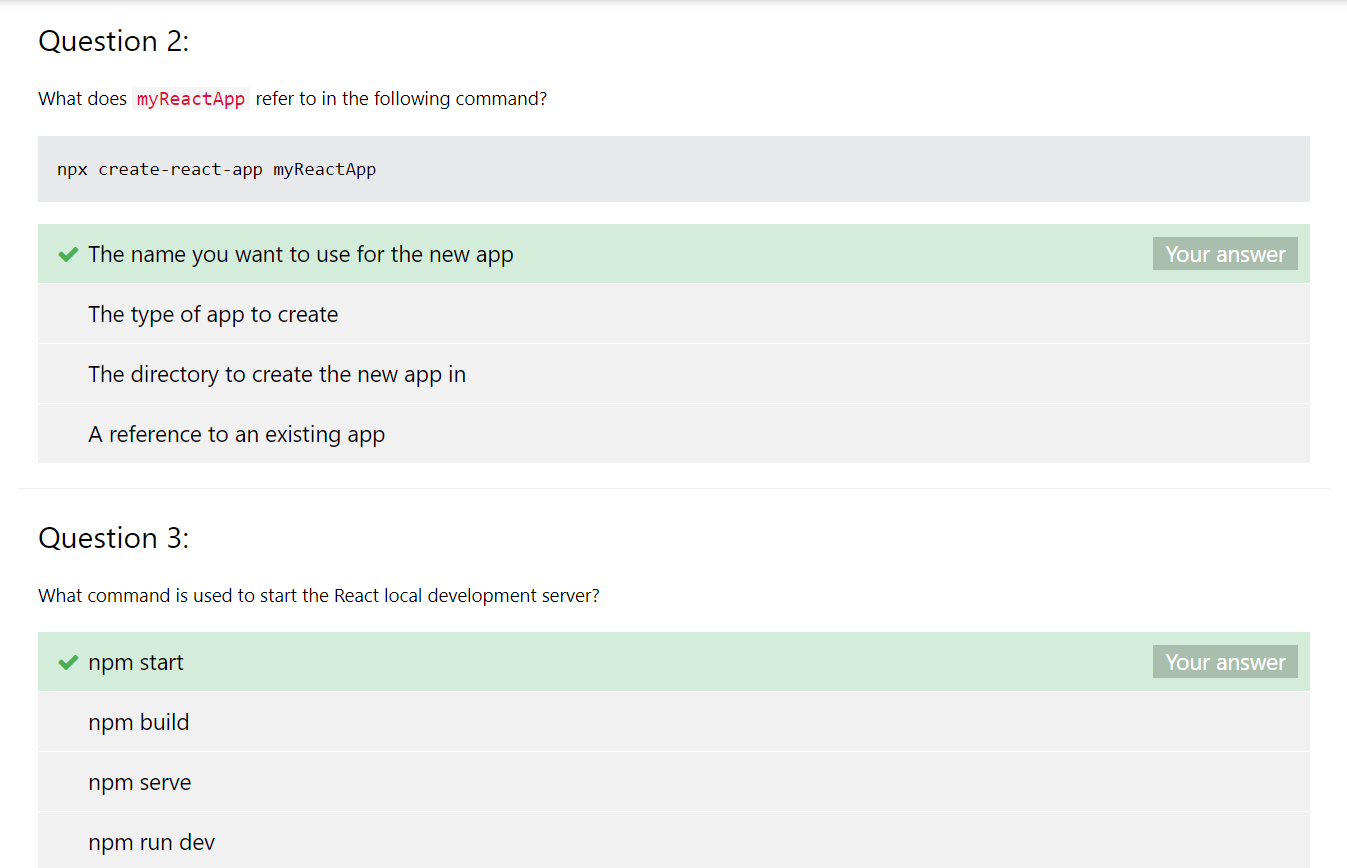 Question 2:
What does myReactApp refer to in the following command?
npx create-react-app myReactApp
The name you want to use for the new app Your answer
The type of app to create
The directory to create the new app in
A reference to an existing app
Question 3:
What command is used to start the React local development server?
npm start Your answer
npm build
npm serve
npm run dev